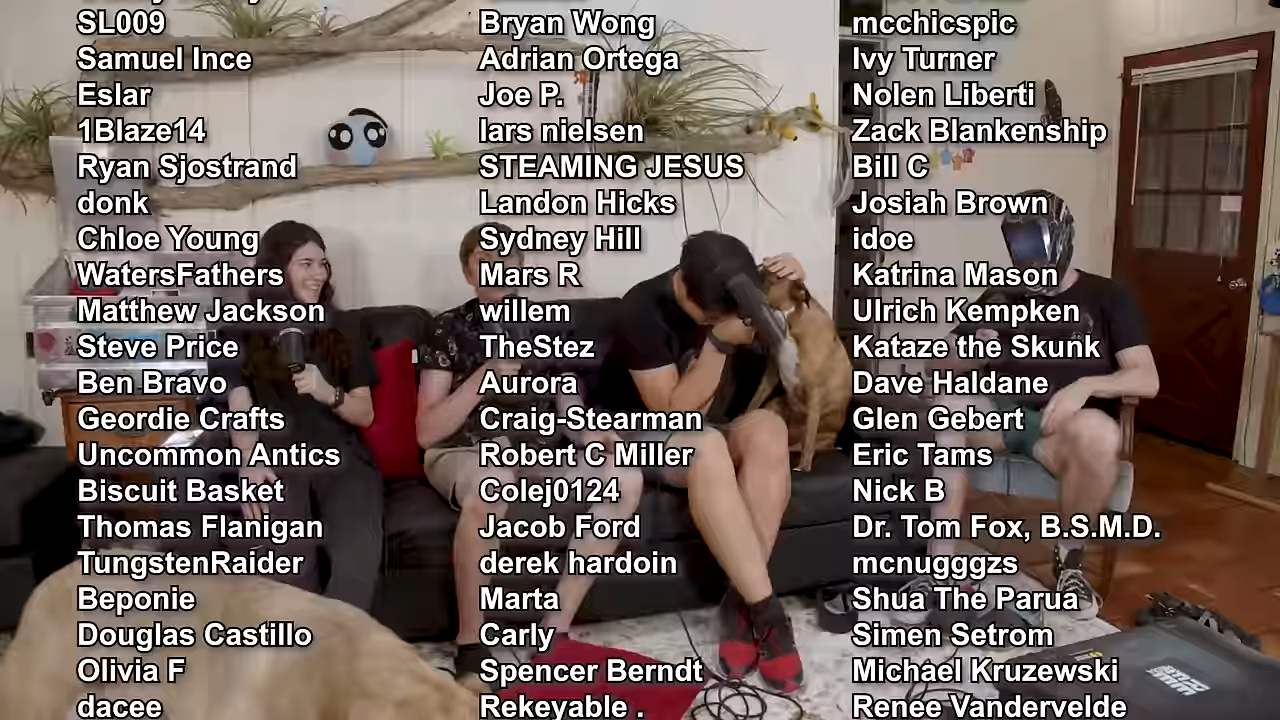 SL009
Samuel Ince
Eslar
1Blaze14
Ryan Sjostrand
donk
Chloe Young
WatersFathers
Matthew Jackson
Steve Price
Ben Bravo
Geordie Crafts
Uncommon Antics
Biscuit Basket
Thomas Flanigan
TungstenRaider
Beponie
Douglas Castillo
Olivia F
dacee
Bryan Wong
Adrian Ortega
Joe P.
lars nielsen
STEAMING JESUS
Landon Hicks
Sydney Hill
Mars R
willem
TheStez
Aurora
Craig-Stearman
Robert C Miller
Colej0124
Jacob Ford
derek hardoin
Marta
Carly
Spencer Berndt
Rekeyable .
mcchicspic
Ivy Turner
Nolen Liberti
Zack Blankenship
Bill C
Josiah Brown
idoe
Katrina Mason
Ulrich Kempken
Kataze the Skunk
Dave Haldane
Glen Gebert
Eric Tams
Nick B
Dr. Tom Fox, B.S.M.D.
mcnugggzs
Shua The Parua
Simen Setrom
Michael Kruzewski
Renee Vandervelde